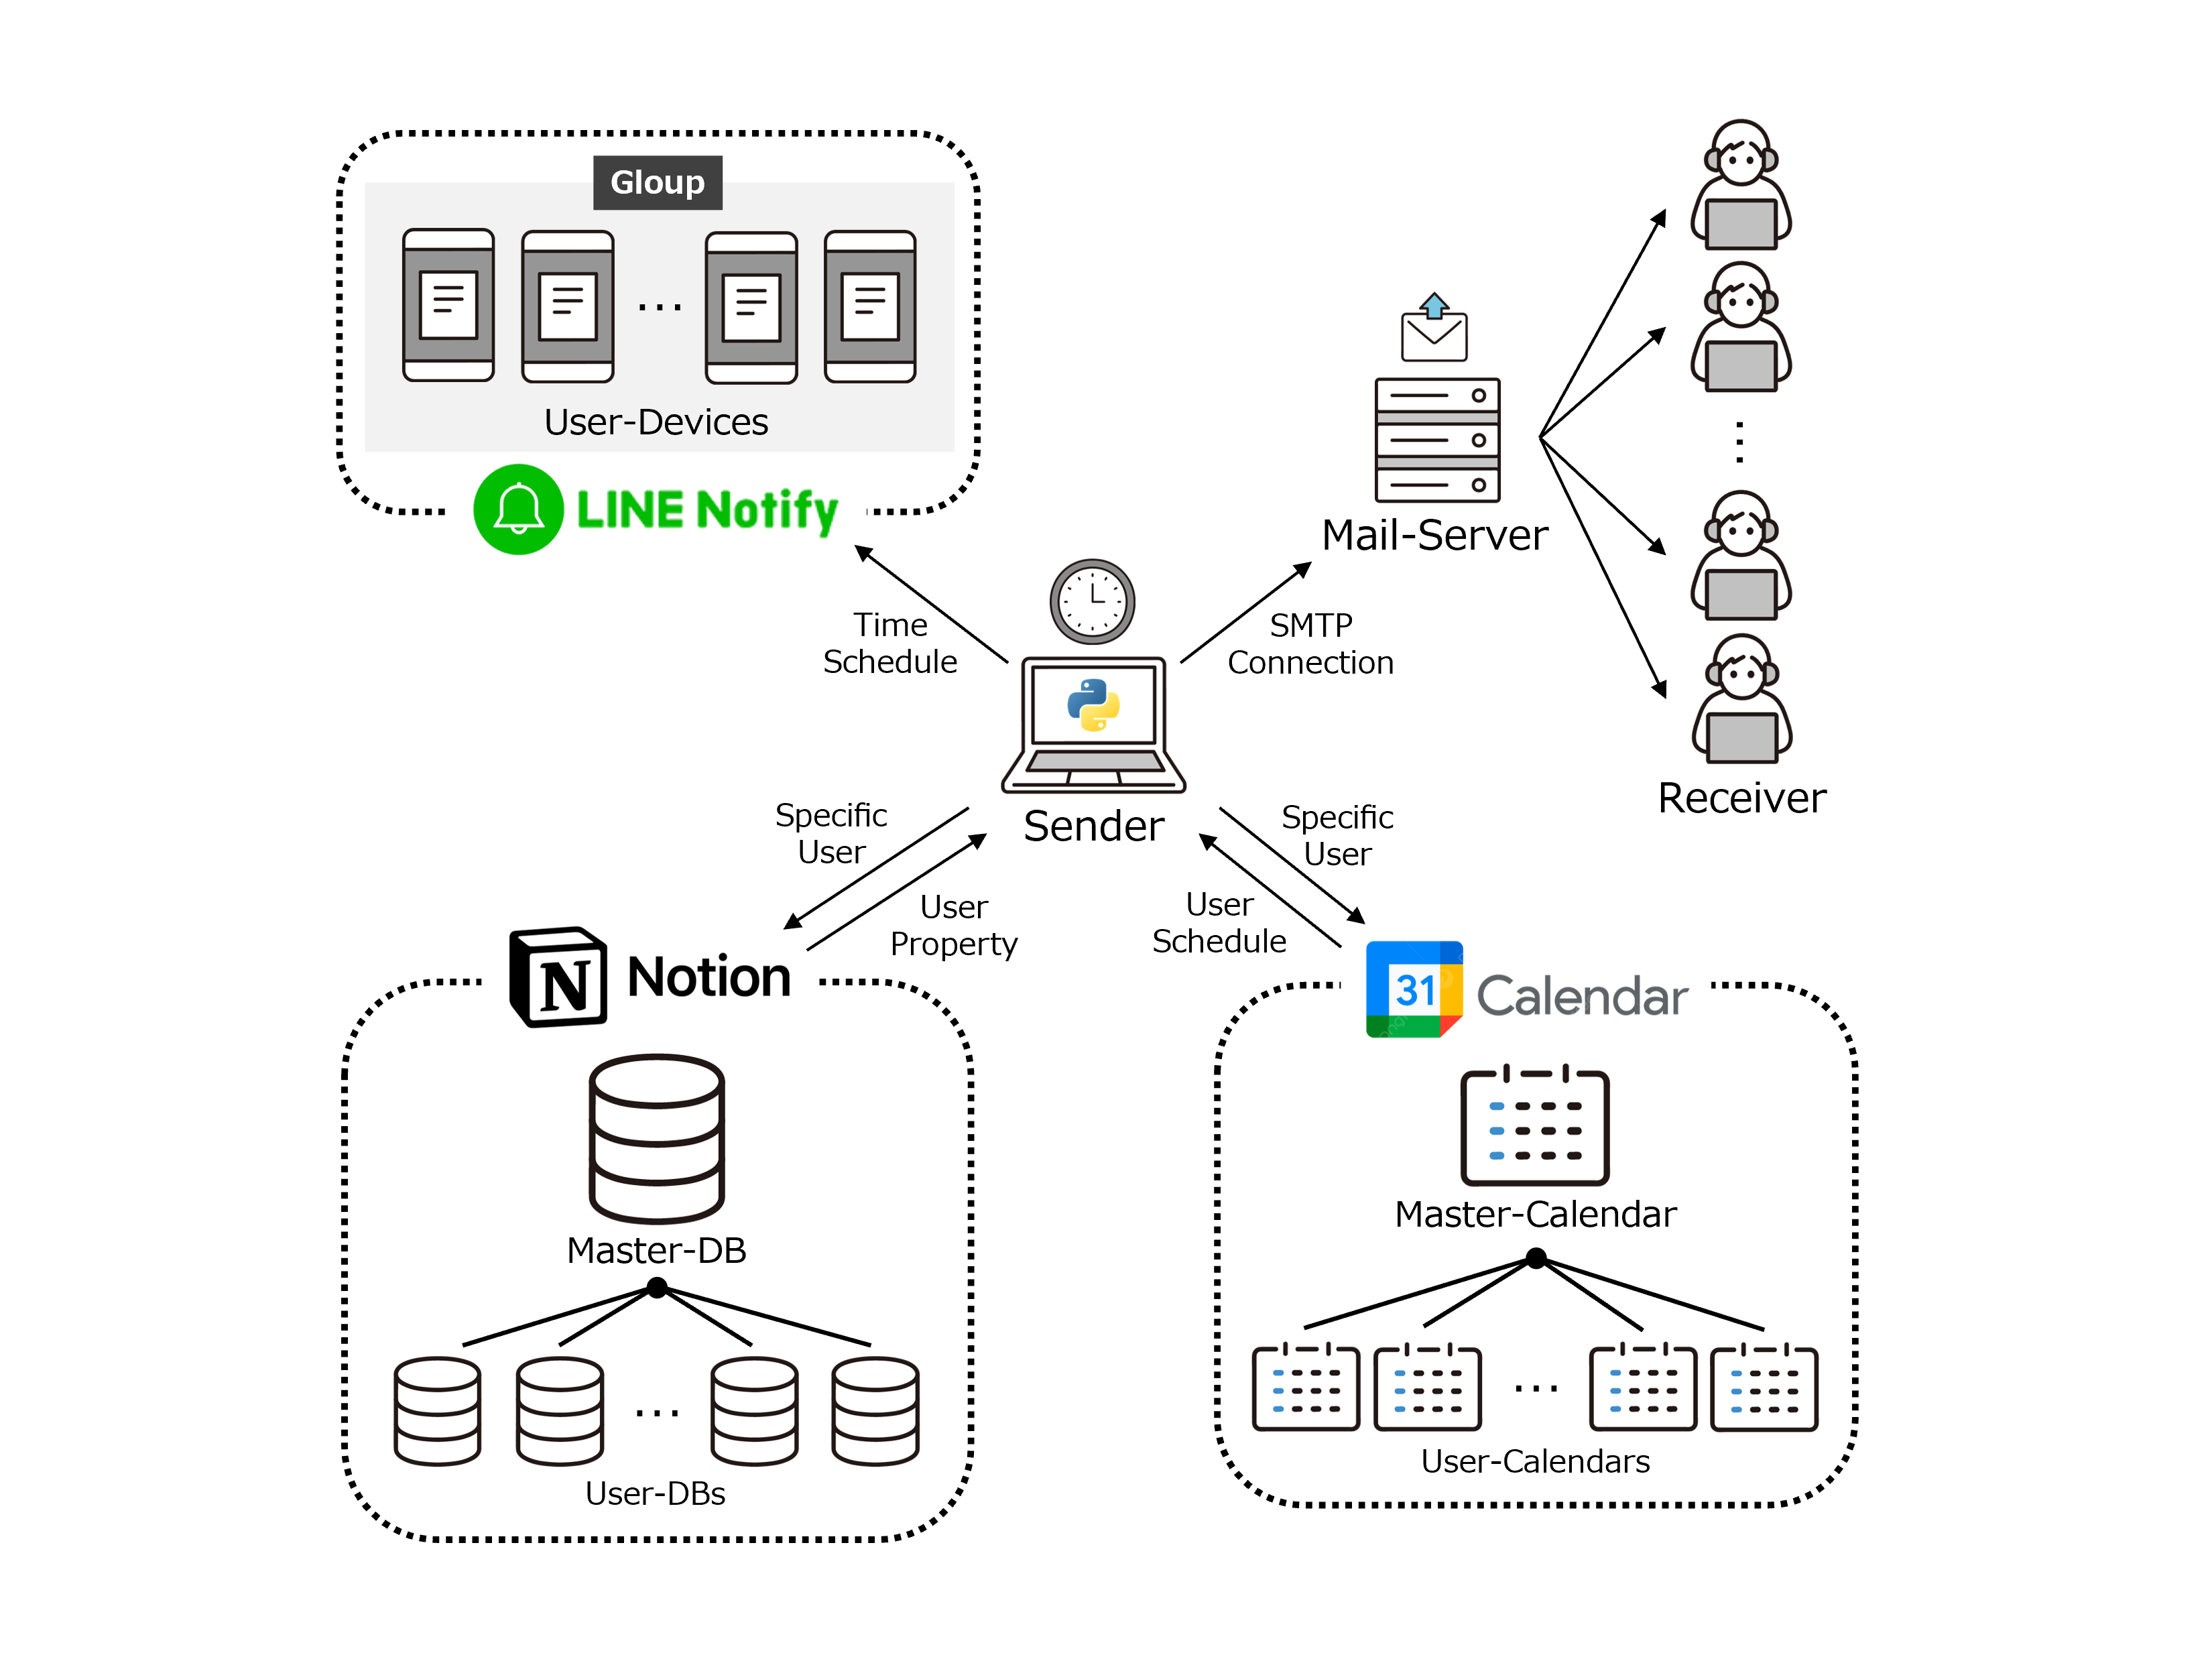 Gloup
...
User-Devices
LINE Notify
Mail-Server
Time
Schedule
SMTP
Connection
Receiver
Sender
Specific
User
User
Property
Specific
User
User
Schedule
N Notion
31 Calendar
Master-DB
...
User-DBs
Master-Calendar
...
User-Calendars